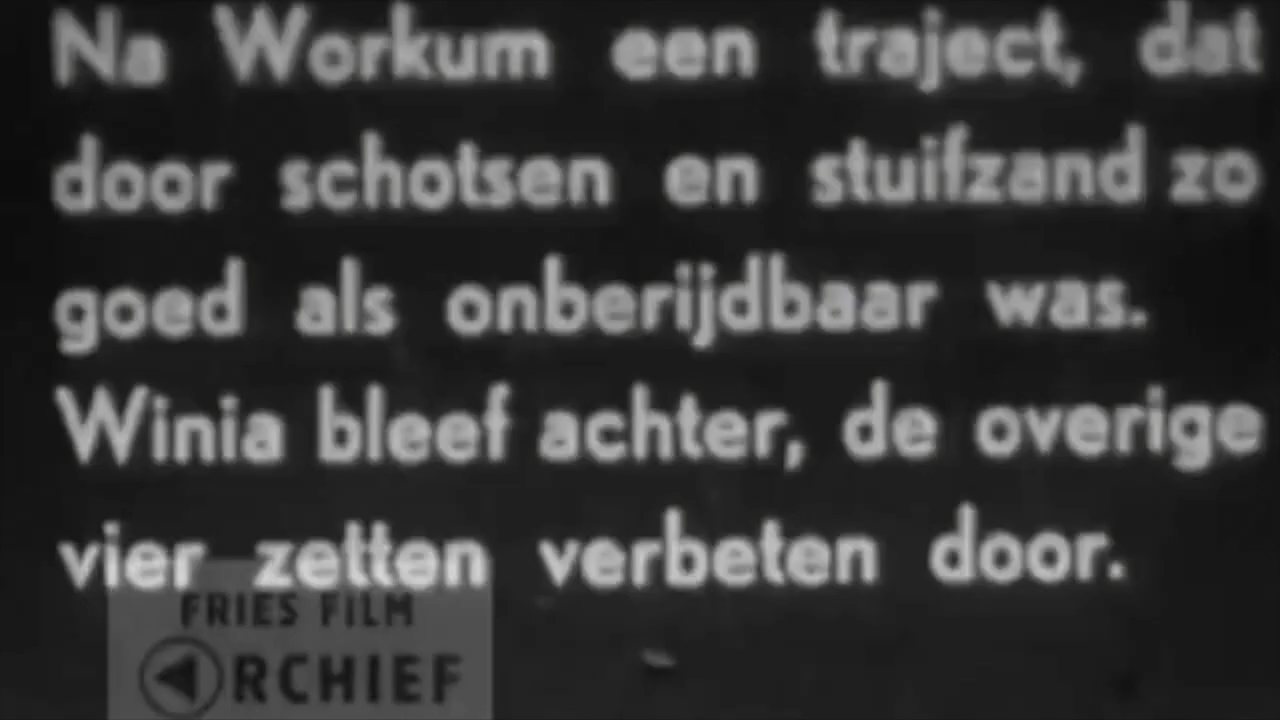 Na Workum een traject, dat
door schotsen en stuifzand zo
goed als onberijdbaar was.
Winia bleef achter, de overige
vier zetten verbeten door.
FRIES FILM
ARCHIEF